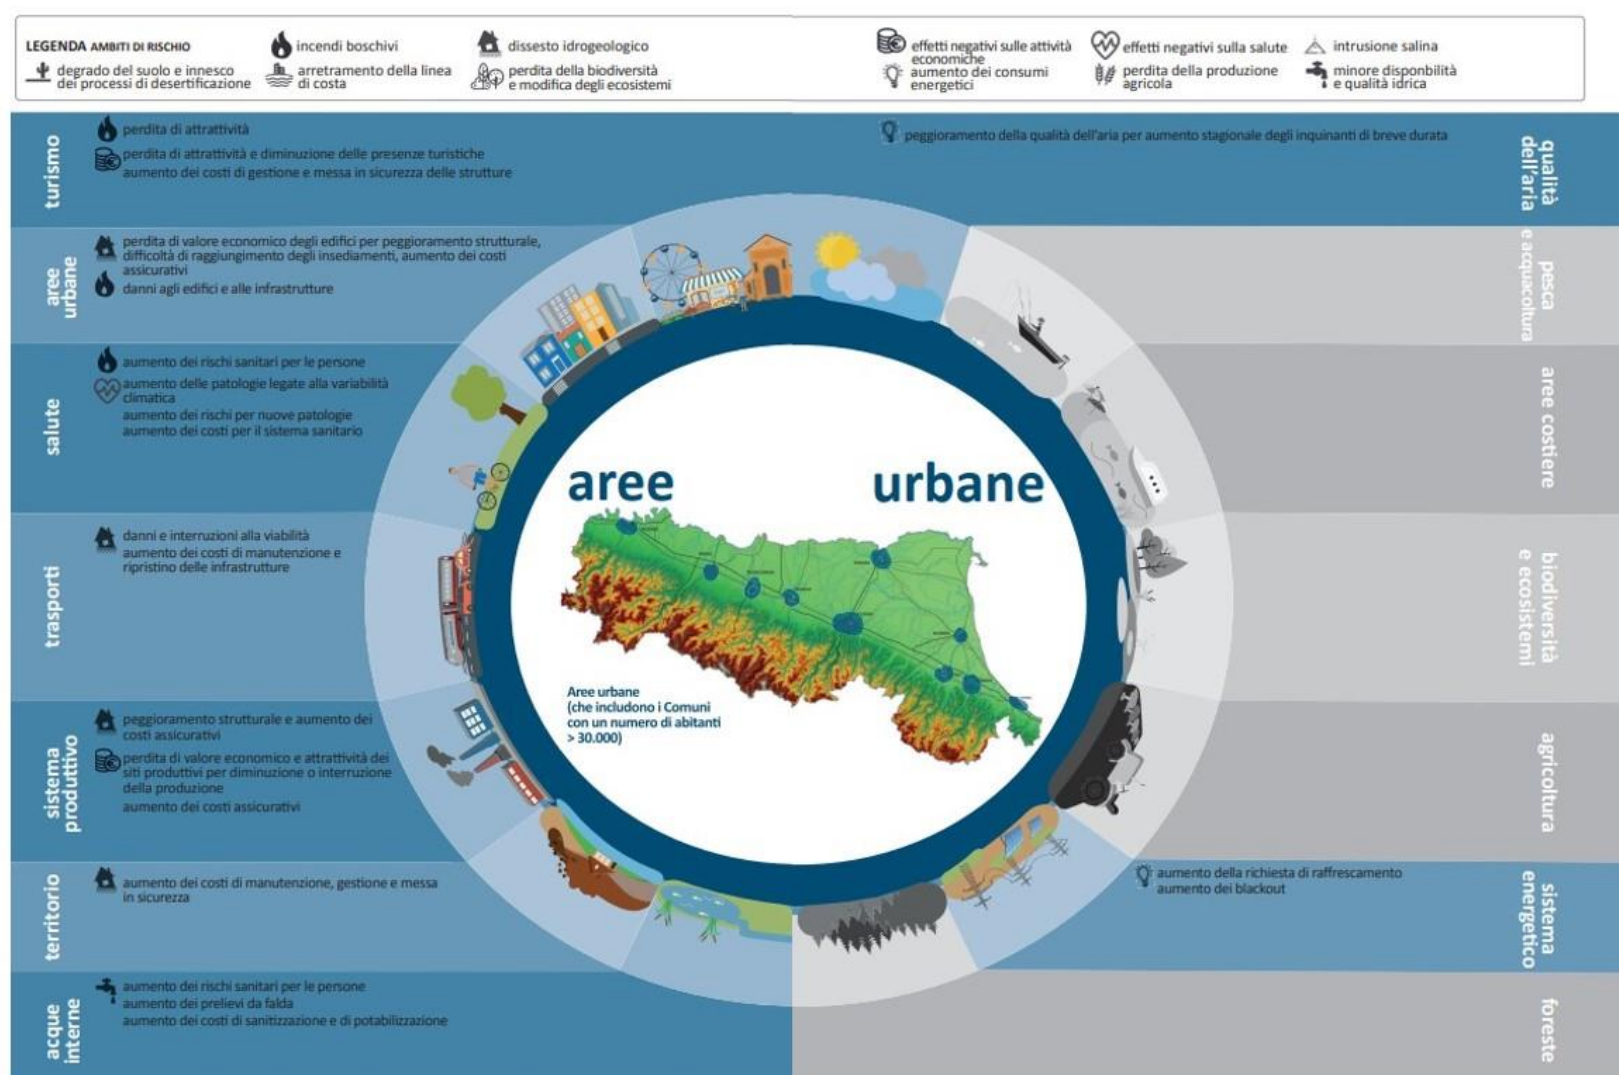 LEGENDA AMBITI DI RISCHIO
degrado del suolo e innesco
dei processi di desertificazione
incendi boschivi
arretramento della linea
di costa
dissesto idrogeologico
perdita della biodiversità
e modifica degli ecosistemi
effetti negativi sulle attività
economiche
aumento dei consumi
energetici
effetti negativi sulla salute
perdita della produzione
agricola
intrusione salina
minore disponbilità
e qualità idrica
turismo
perdita di attrattività
perdita di attrattività e diminuzione delle presenze turistiche
aumento dei costi di gestione e messa in sicurezza delle strutture
aree
urbane
perdita di valore economico degli edifici per peggioramento strutturale,
difficoltà di raggiungimento degli insediamenti, aumento dei costi
assicurativi
danni agli edifici e alle infrastrutture
salute
aumento dei rischi sanitari per le persone
aumento delle patologie legate alla variabilità
climatica
aumento dei rischi per nuove patologie
aumento dei costi per il sistema sanitario
trasporti
danni e interruzioni alla viabilità
aumento dei costi di manutenzione e
ripristino delle infrastrutture
sistema
produttivo
peggioramento strutturale e aumento dei
costi assicurativi
perdita di valore economico e attrattività dei
siti produttivi per diminuzione o interruzione
della produzione
aumento dei costi assicurativi
territorio
aumento dei costi di manutenzione, gestione e messa
in sicurezza
acque
interne
aumento dei rischi sanitari per le persone
aumento dei prelievi da falda
aumento dei costi di sanitizzazione e di potabilizzazione
aree urbane
Aree urbane
(che includono i Comuni
con un numero di abitanti
> 30.000)
peggioramento della qualità dell'aria per aumento stagionale degli inquinanti di breve durata
qualità
dell'aria
pesca
e acquacoltura
aree costiere
biodiversità
e ecosistemi
agricoltura
aumento della richiesta di raffrescamento
aumento dei blackout
sistema
energetico
foreste